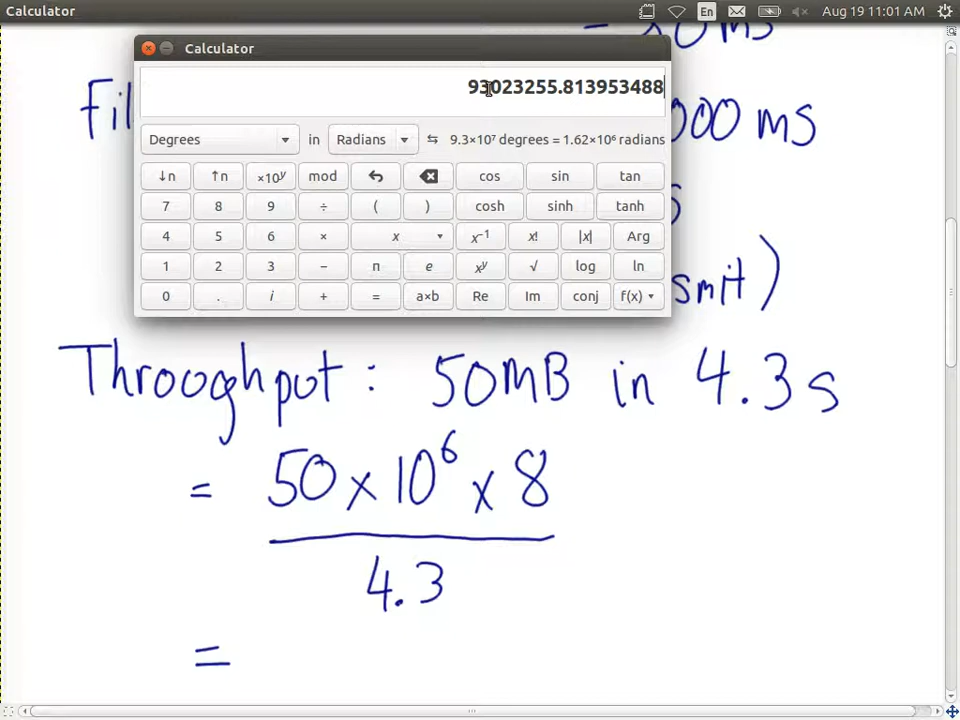 Calculator
En
Aug 19 11:01 AM
= 
Calculator
93023255.813953488
Degrees in Radians 9.3×10⁷ degrees = 1.62×10⁶ radians
↓n ↑n ×10ʸ mod cos sin tan
7 8 9 ÷ ( ) cosh sinh tanh
4 5 6 × x x⁻¹ x! |x| Arg
1 2 3 − π e xʸ √ log ln
0 . i + = a×b Re Im conj f(x)
Fil
000 ms
smit)
Throoghpot : 50MB in 4.3 s
= 50 × 10⁶ × 8
4.3
=